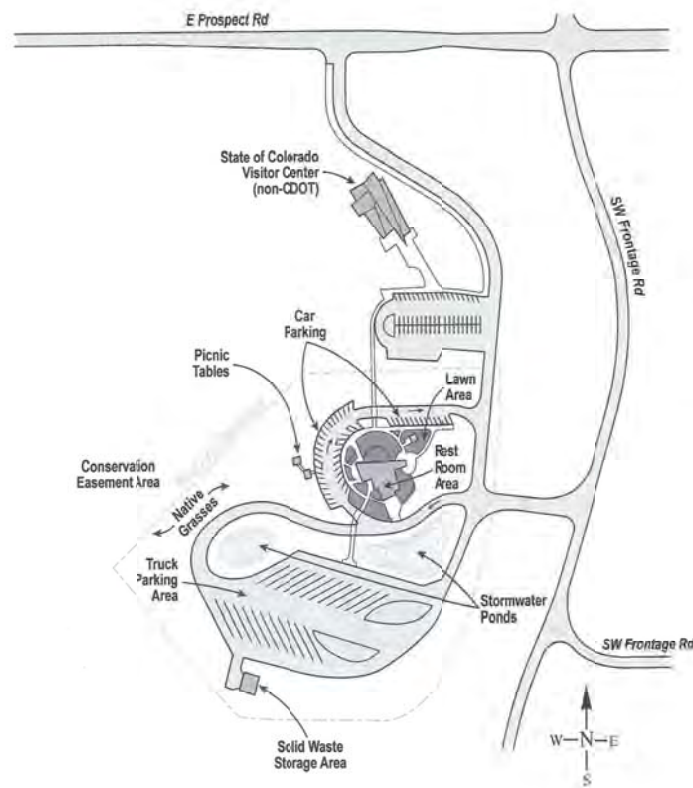 E Prospect Rd
State of Colorado
Visitor Center
(non-CDOT)
SW Frontage Rd
Car
Parking
Picnic
Tables
Lawn
Area
Rest
Room
Area
Conservation
Easement Area
Native
Grasses
Truck
Parking
Area
Stormwater
Ponds
SW Frontage Rd
Solid Waste
Storage Area
N
W
E
S